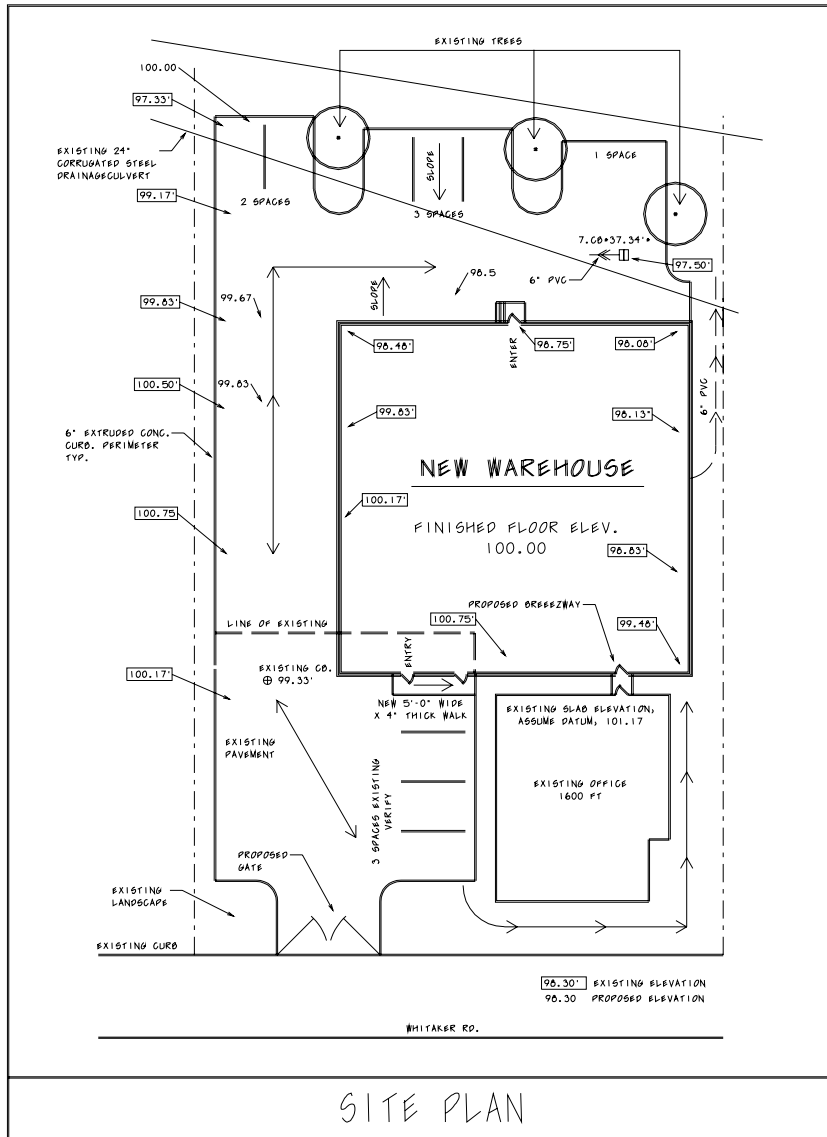 EXISTING TREES
100.00
97.33'
EXISTING 24"
CORRUGATED STEEL
DRAINAGECULVERT
1 SPACE
SLOPE
99.17'
2 SPACES
3 SPACES
6" PVC
97.50'
98.5
99.83'
99.67
SLOPE
98.48'
ENTER
98.75'
98.08'
100.50'
99.83
99.83'
98.13"
6" PVC
6" EXTRUDED CONC.
CURB. PERIMETER
TYP.
NEW WAREHOUSE
100.75
100.17'
FINISHED FLOOR ELEV.
100.00
98.83'
PROPOSED BREEEZWAY
LINE OF EXISTING
100.75'
99.48'
ENTRY
100.17'
EXISTING CB.
99.33'
NEW 5'-0" WIDE
X 4" THICK WALK
EXISTING SLAB ELEVATION,
ASSUME DATUM, 101.17
EXISTING
PAVEMENT
EXISTING OFFICE
1600 FT
3 SPACES EXISTING
VERIFY
PROPOSED
GATE
EXISTING
LANDSCAPE
EXISTING CURB
98.30' EXISTING ELEVATION
98.30 PROPOSED ELEVATION
WHITAKER RD.
SITE PLAN